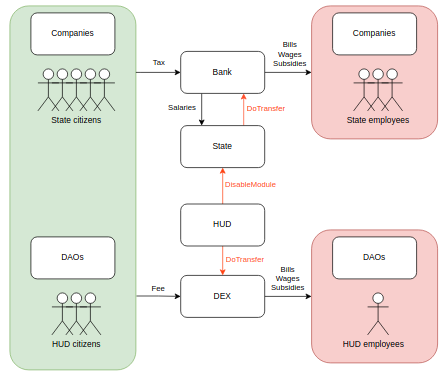 Companies
State citizens
Tax
Bank
Bills
Wages
Subsidies
Companies
State employees
Salaries
DoTransfer
State
DisableModule
HUD
DoTransfer
DAOs
HUD citizens
Fee
DEX
Bills
Wages
Subsidies
DAOs
HUD employees